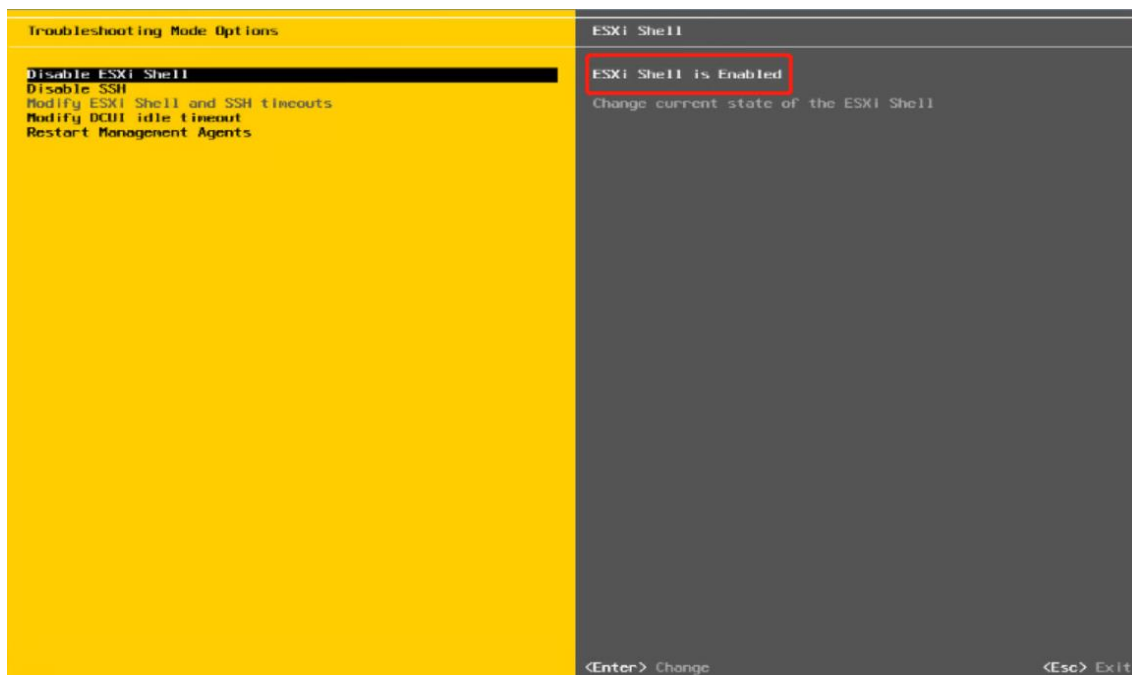 Troubleshooting Mode Options
Disable ESXi Shell
Disable SSH
Modify ESXi Shell and SSH timeouts
Modify DCUI idle timeout
Restart Management Agents
ESXi Shell
ESXi Shell is Enabled
Change current state of the ESXi Shell
<Enter> Change
<Esc> Exit